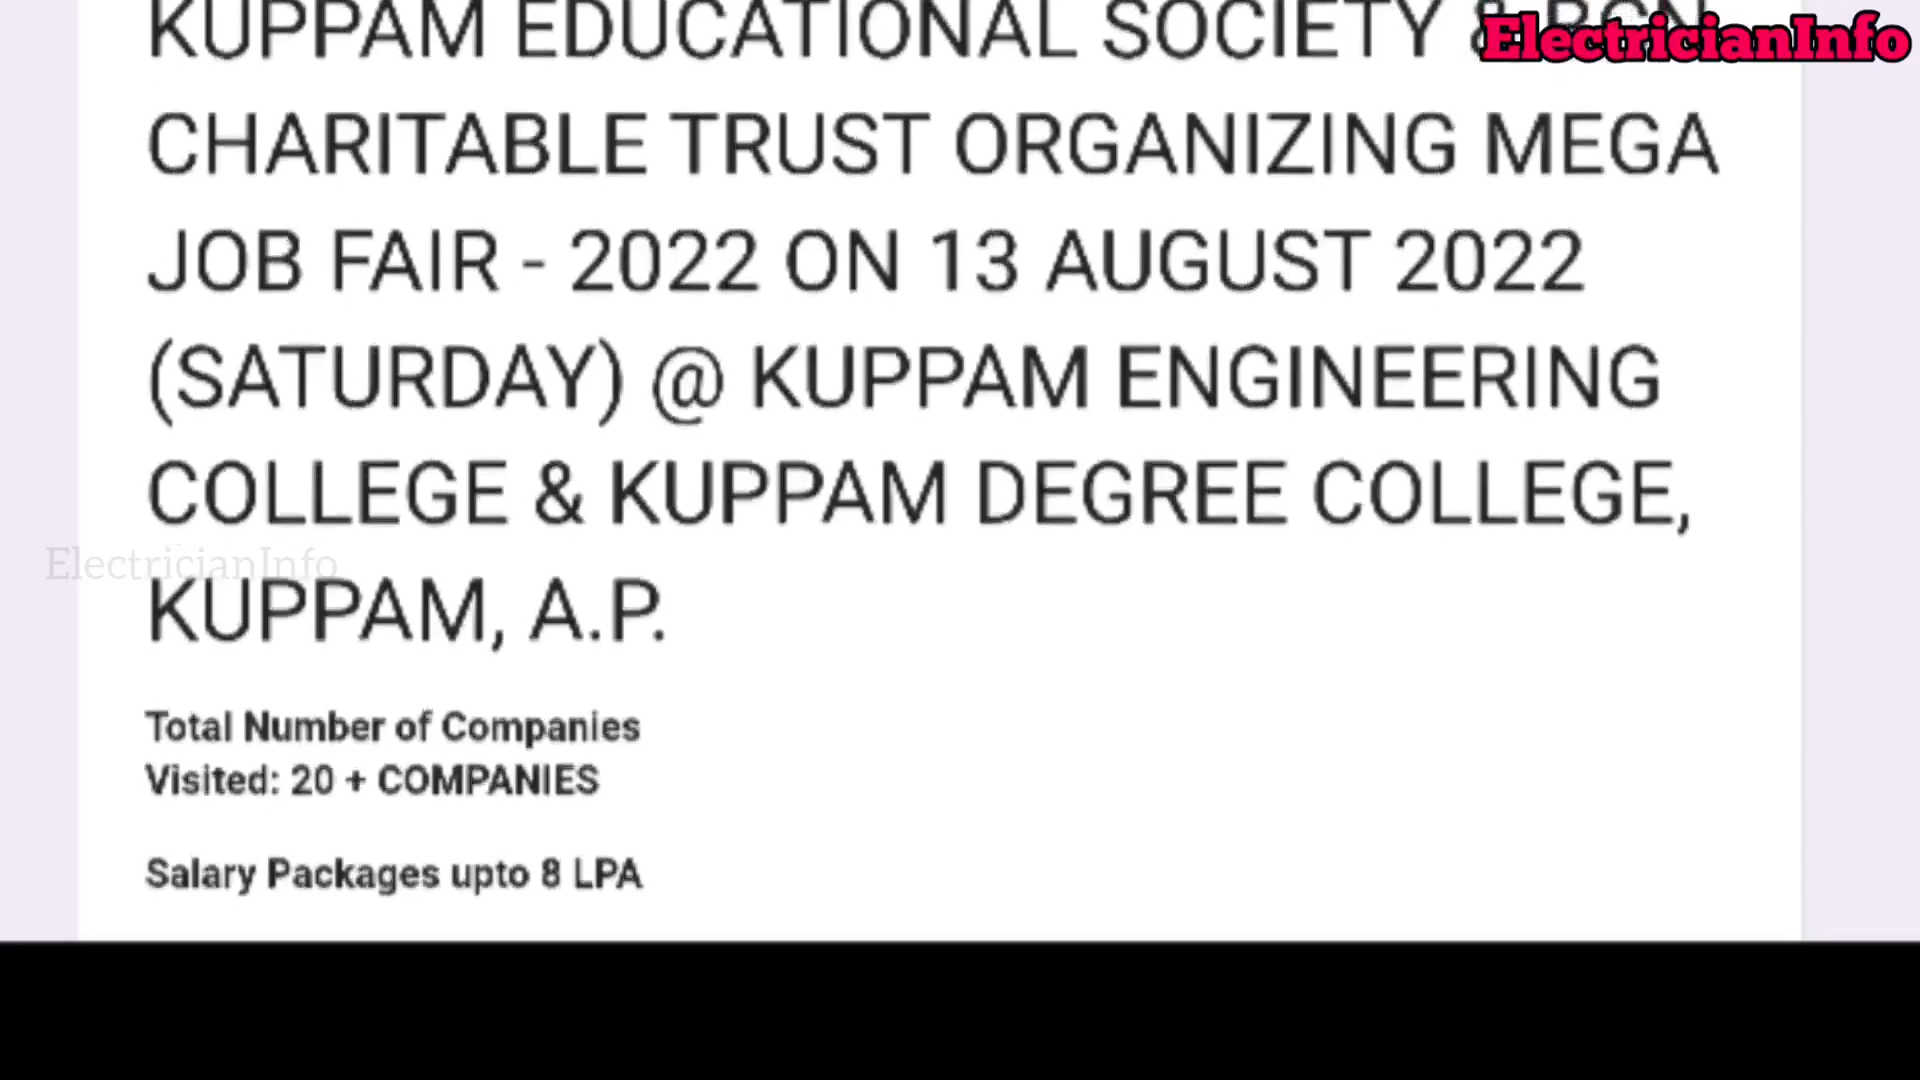 KUPPAM EDUCATIONAL SOCIETY &
ElectricianInfo
CHARITABLE TRUST ORGANIZING MEGA
JOB FAIR - 2022 ON 13 AUGUST 2022
(SATURDAY) @ KUPPAM ENGINEERING
COLLEGE & KUPPAM DEGREE COLLEGE,
ElectricianInfo
KUPPAM, A.P.
Total Number of Companies
Visited: 20 + COMPANIES
Salary Packages upto 8 LPA